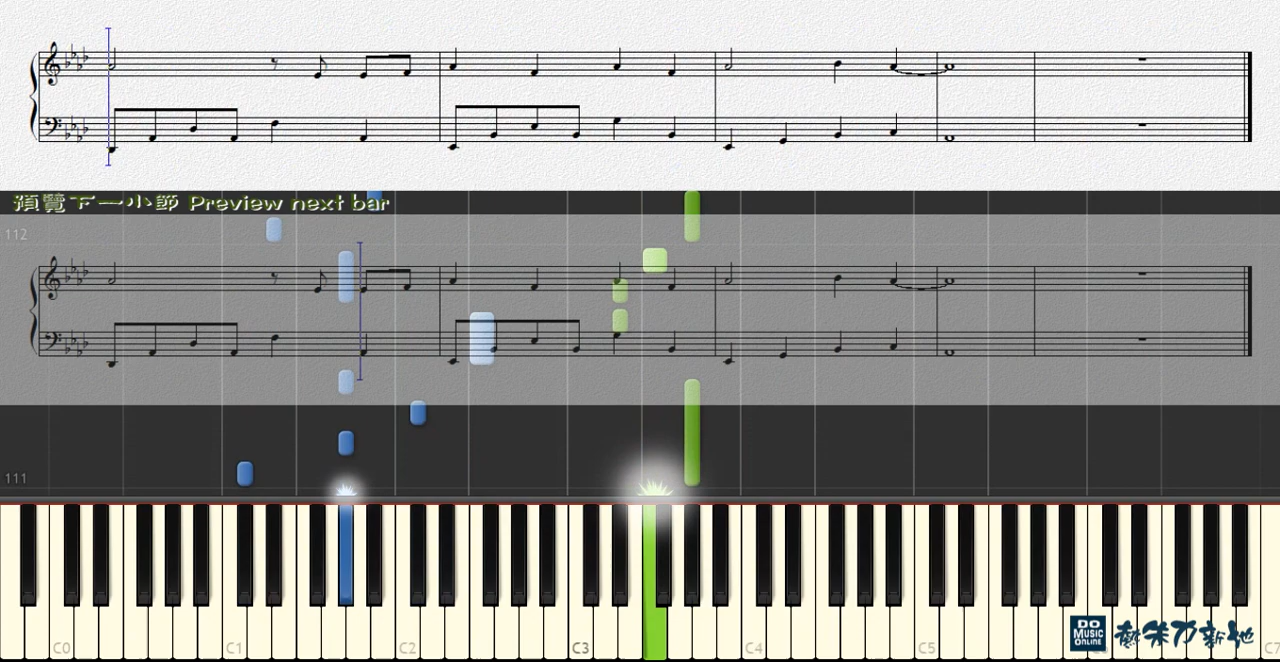 預覽下一小節 Preview next bar
112
111
C0 C1 C2 C3 C4 C5 C7
DO
MUSIC
ONLINE